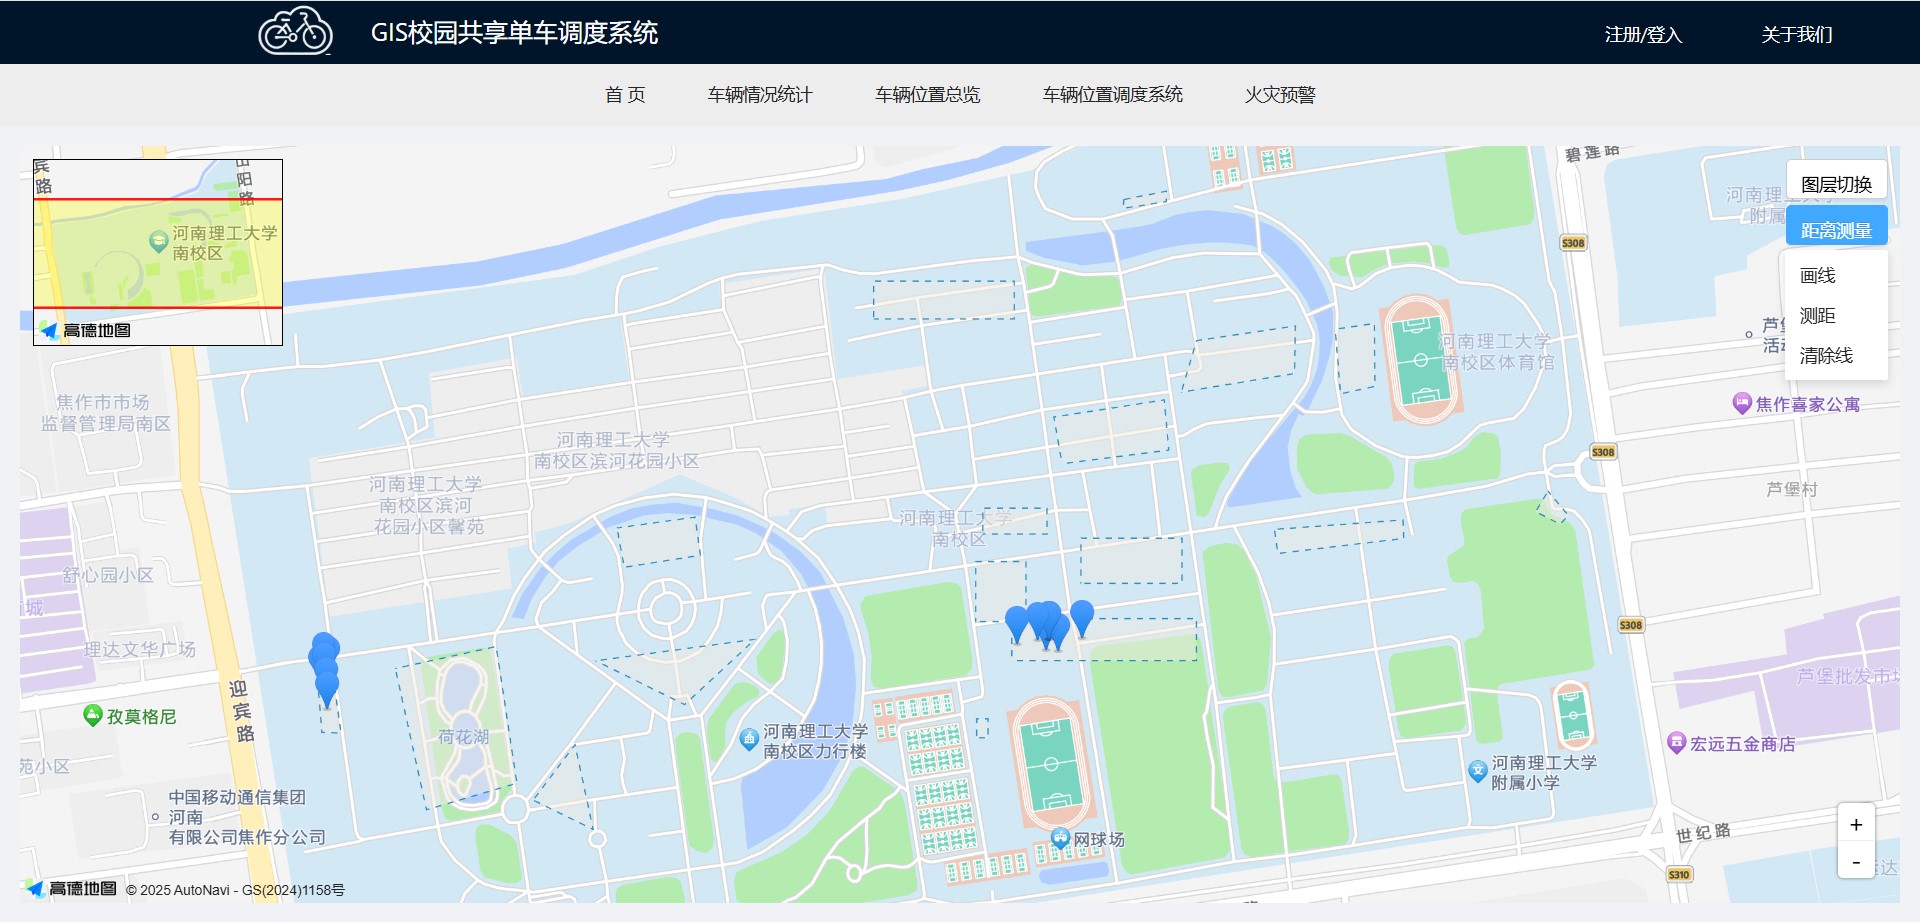 GIS校园共享单车调度系统
注册/登入
关于我们
首 页
车辆情况统计
车辆位置总览
车辆位置调度系统
火灾预警
宾
路
阳
路
河南理工大学
南校区
高德地图
碧莲路
河南理工
附属
图层切换
距离测量
画线
测距
清除线
S308
河南理工大学
南校区体育馆
焦作喜家公寓
焦作市市场
监督管理局南区
河南理工大学
南校区滨河花园小区
河南理工大学
南校区滨河
花园小区馨苑
河南理工大学
南校区
S308
芦堡村
舒心园小区
城
理达文华广场
S308
芦堡批发市场
孜莫格尼
迎
宾
路
荷花湖
河南理工大学
南校区力行楼
宏远五金商店
河南理工大学
附属小学
苑小区
中国移动通信集团
河南
有限公司焦作分公司
网球场
世纪路
+
-
S310
达
高德地图
© 2025 AutoNavi - GS(2024)1158号